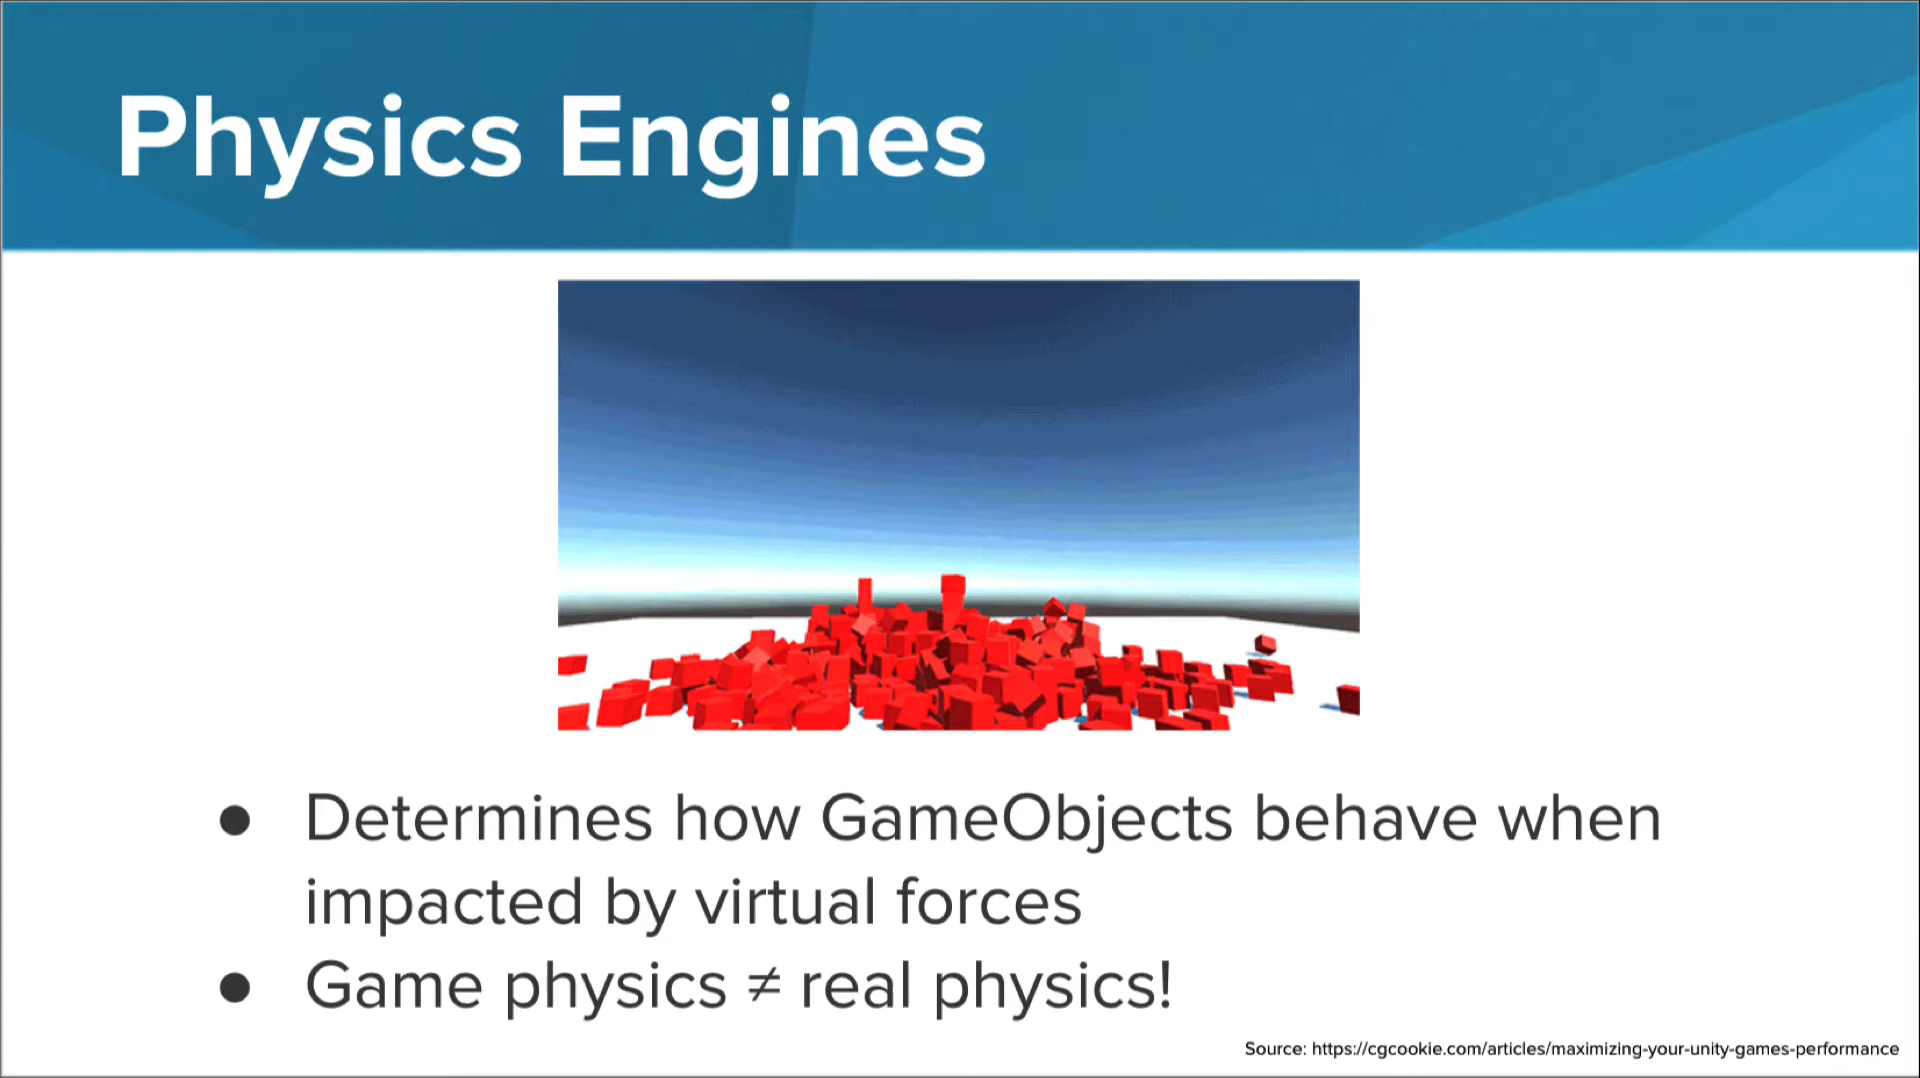 Physics Engines
● Determines how GameObjects behave when
impacted by virtual forces
● Game physics ≠ real physics!
Source: https://cgcookie.com/articles/maximizing-your-unity-games-performance